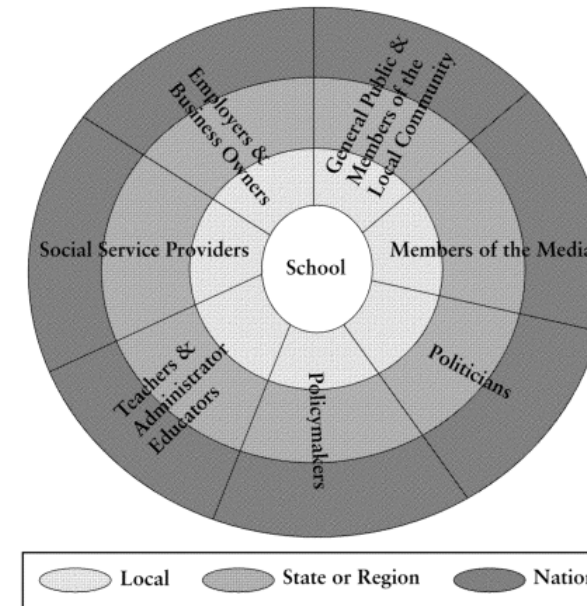 General Public &
Members of the
Local Community
Employers &
Business Owners
Social Service Providers
School
Members of the Media
Teachers &
Administrator
Educators
Policymakers
Politicians
Local
State or Region
Nation